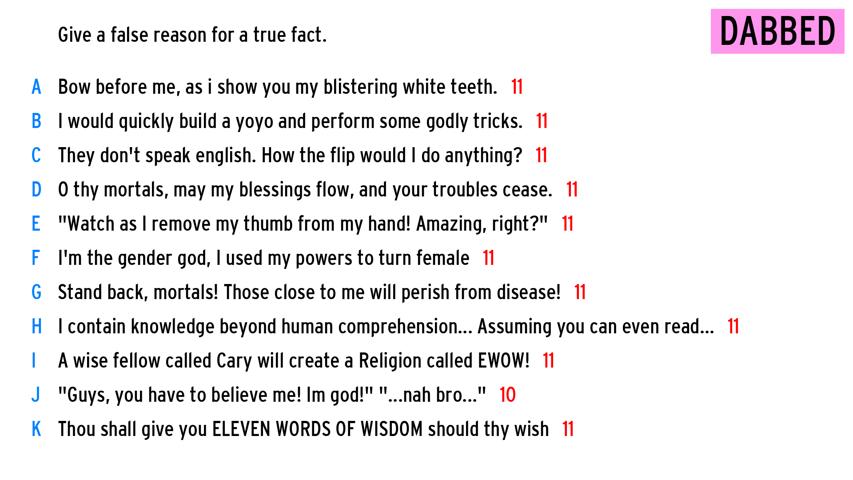 Give a false reason for a true fact.
DABBED
A Bow before me, as i show you my blistering white teeth. 11
B I would quickly build a yoyo and perform some godly tricks. 11
C They don't speak english. How the flip would I do anything? 11
D O thy mortals, may my blessings flow, and your troubles cease. 11
E "Watch as I remove my thumb from my hand! Amazing, right?" 11
F I'm the gender god, I used my powers to turn female 11
G Stand back, mortals! Those close to me will perish from disease! 11
H I contain knowledge beyond human comprehension... Assuming you can even read... 11
I A wise fellow called Cary will create a Religion called EWOW! 11
J "Guys, you have to believe me! Im god!" "...nah bro..." 10
K Thou shall give you ELEVEN WORDS OF WISDOM should thy wish 11